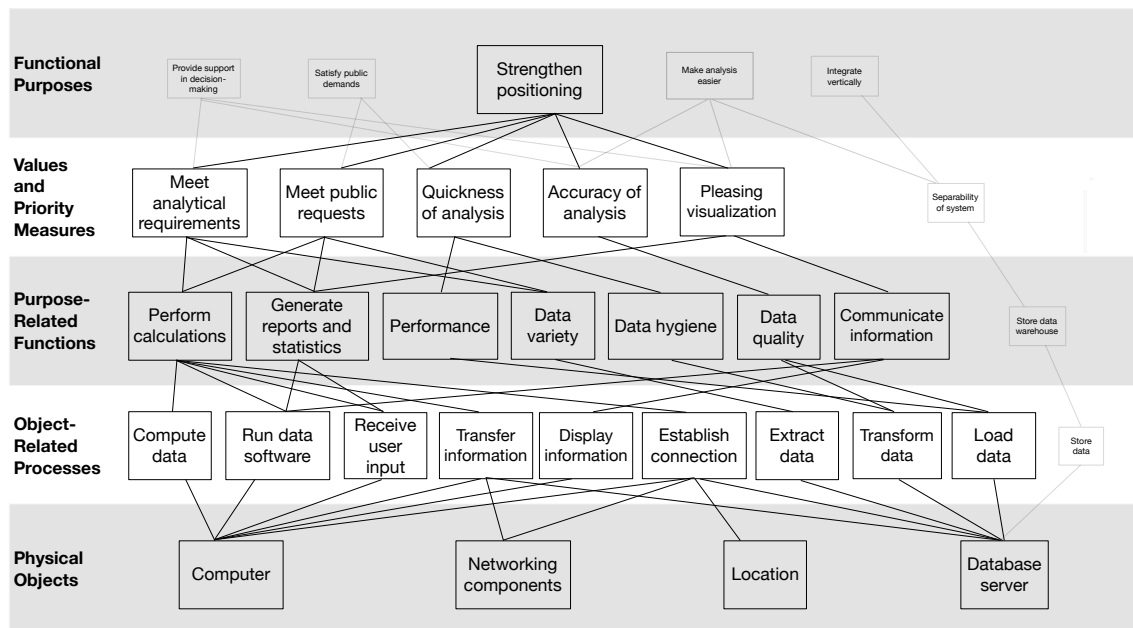 Functional
Purposes
Provide support
in decision-
making
Satisfy public
demands
Strengthen
positioning
Make analysis
easier
Integrate
vertically
Values
and
Priority
Measures
Meet
analytical
requirements
Meet public
requests
Quickness
of analysis
Accuracy of
analysis
Pleasing
visualization
Separability
of system
Purpose-
Related
Functions
Perform
calculations
Generate
reports and
statistics
Performance
Data
variety
Data hygiene
Data
quality
Communicate
information
Store data
warehouse
Object-
Related
Processes
Compute
data
Run data
software
Receive
user
input
Transfer
information
Display
information
Establish
connection
Extract
data
Transform
data
Load
data
Store
data
Physical
Objects
Computer
Networking
components
Location
Database
server